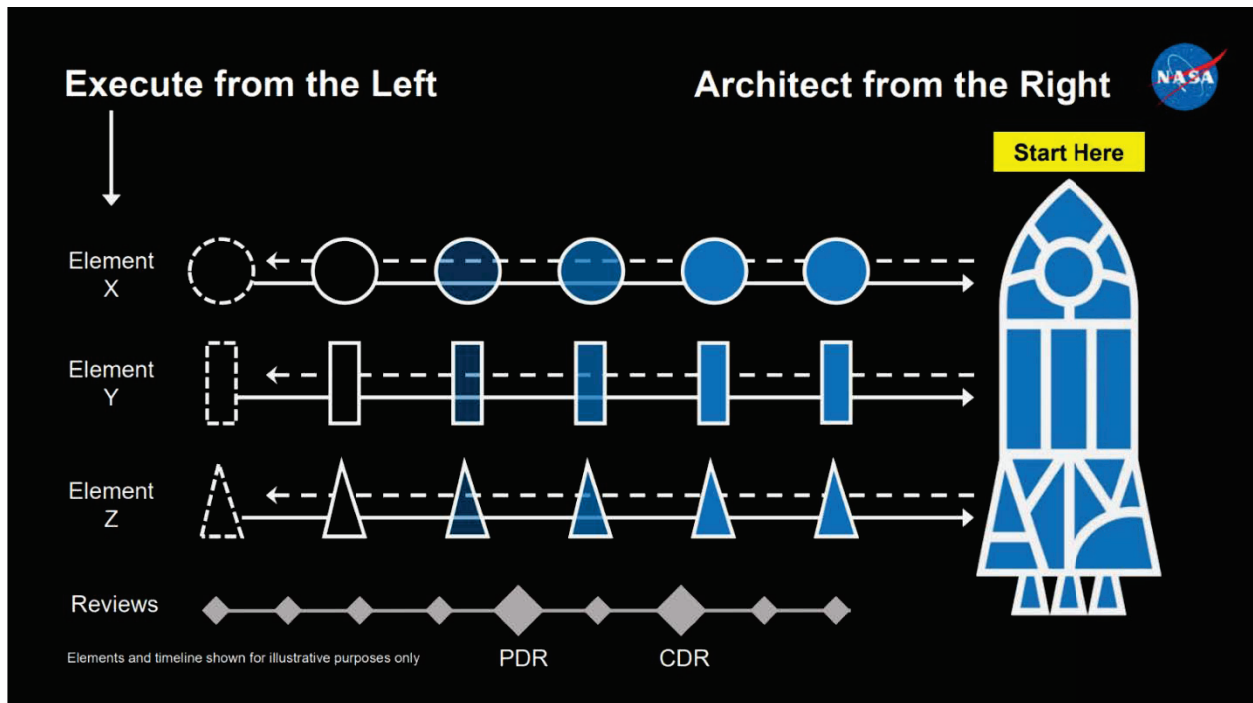 Execute from the Left
Architect from the Right
NASA
Start Here
Element
X
Element
Y
Element
Z
Reviews
PDR
CDR
Elements and timeline shown for illustrative purposes only